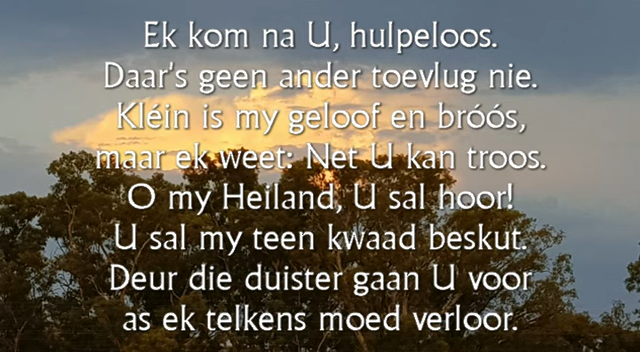 Ek kom na U, hulpeloos.
Daar's geen ander toevlug nie.
Kléin is my geloof en bróós,
maar ek weet: Net U kan troos.
O my Heiland, U sal hoor!
U sal my teen kwaad beskut.
Deur die duister gaan U voor
as ek telkens moed verloor.